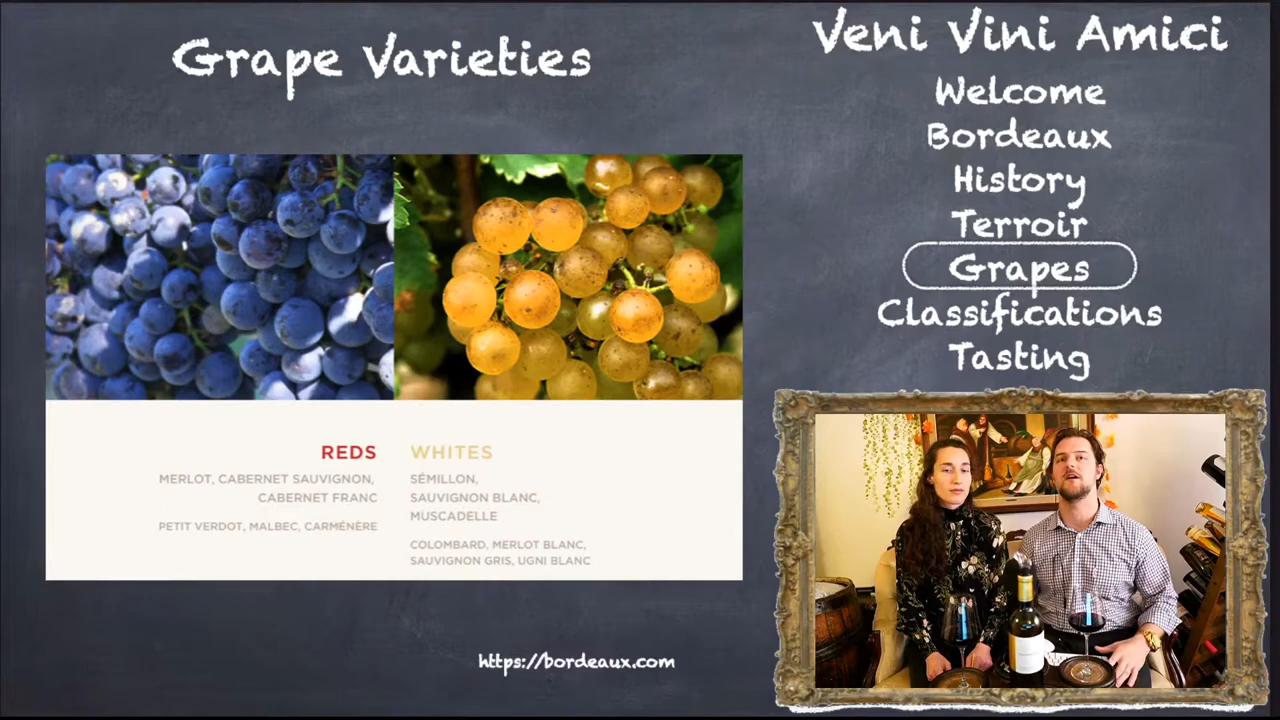 Grape Varieties
REDS
MERLOT, CABERNET SAUVIGNON,
CABERNET FRANC
PETIT VERDOT, MALBEC, CARMÉNÈRE
WHITES
SÉMILLON,
SAUVIGNON BLANC,
MUSCADELLE
COLOMBARD, MERLOT BLANC,
SAUVIGNON GRIS, UGNI BLANC
https://bordeaux.com
Veni Vini Amici
Welcome
Bordeaux
History
Terroir
Grapes
Classifications
Tasting